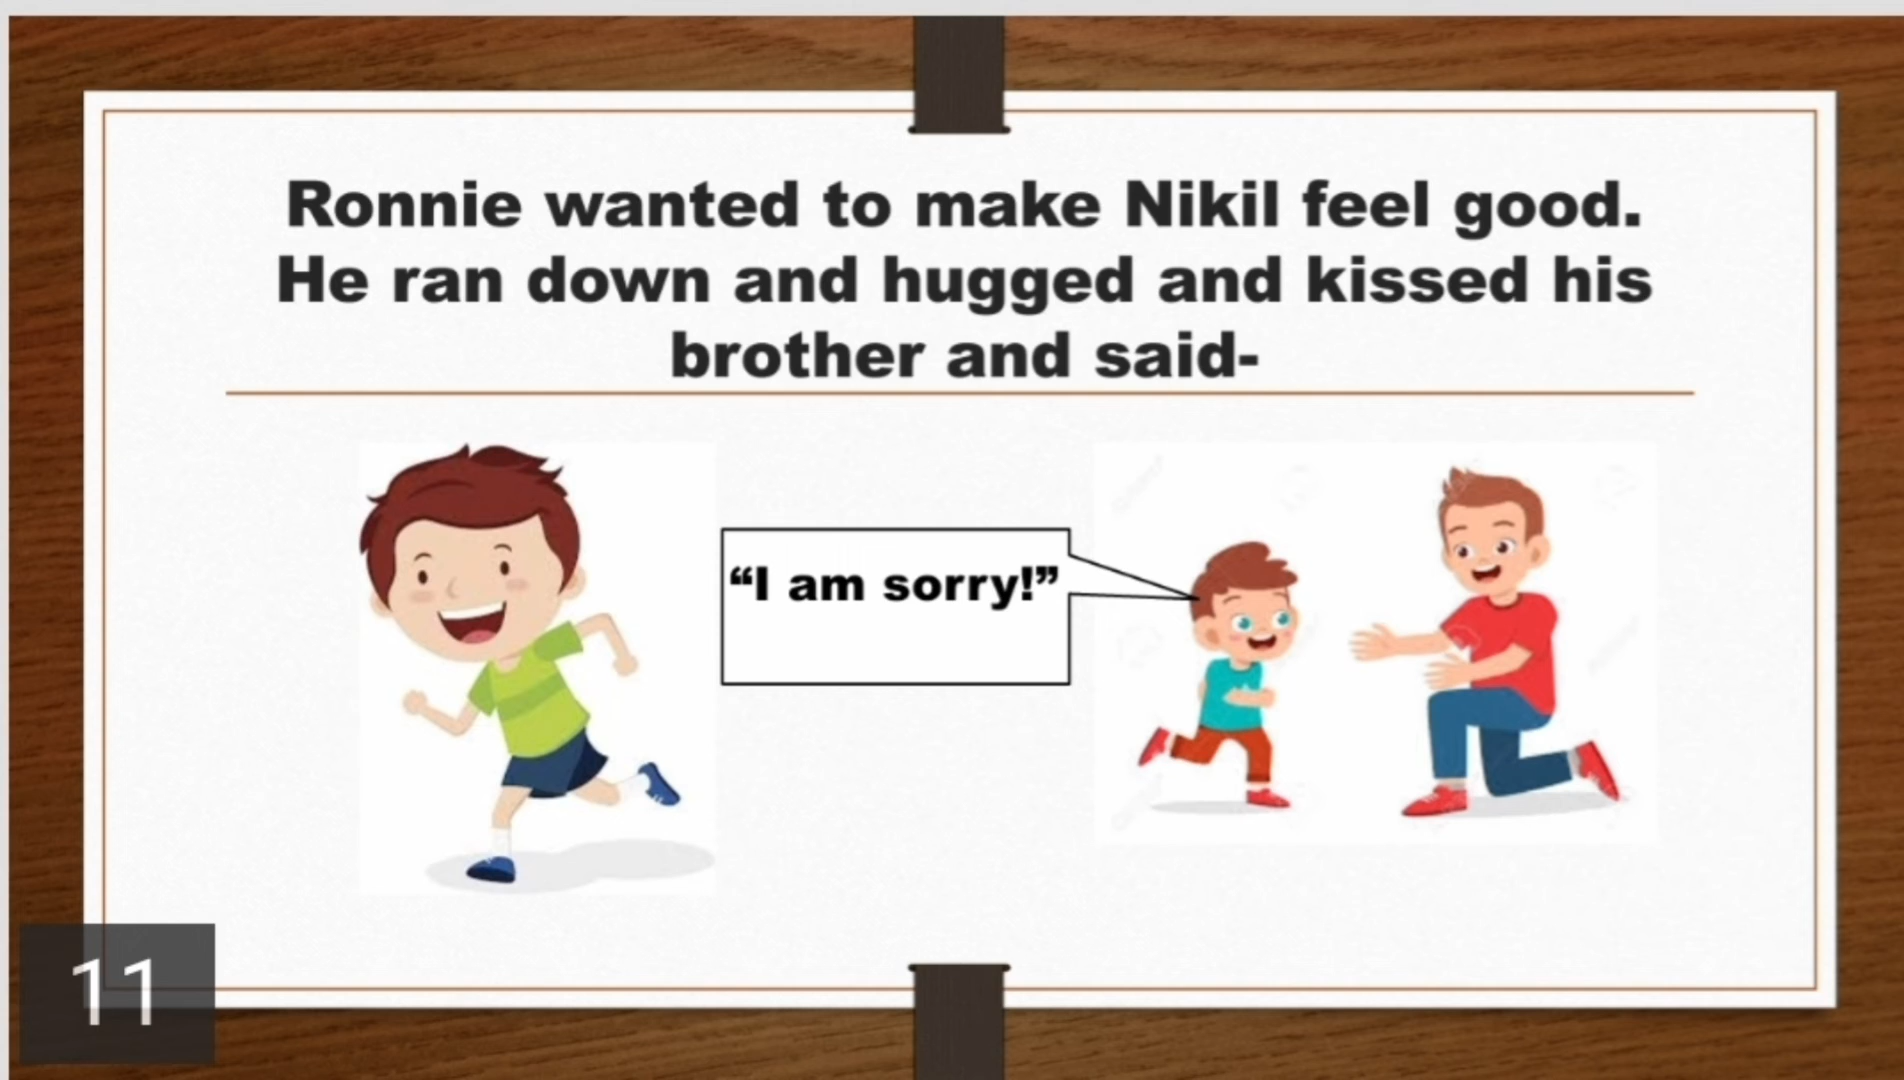 Ronnie wanted to make Nikil feel good.
He ran down and hugged and kissed his
brother and said-
“I am sorry!”
11